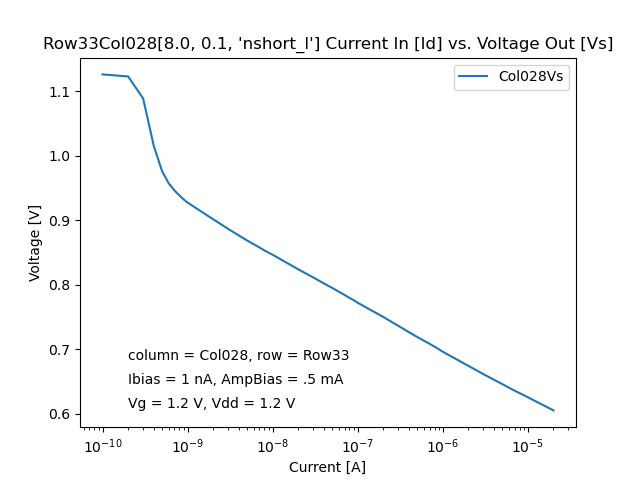 Row33Col028[8.0, 0.1, 'nshort_l'] Current In [Id] vs. Voltage Out [Vs]
Col028Vs
1.1
1.0
0.9
0.8
0.7
0.6
Voltage [V]
column = Col028, row = Row33
Ibias = 1 nA, AmpBias = .5 mA
Vg = 1.2 V, Vdd = 1.2 V
10⁻¹⁰ 10⁻⁹ 10⁻⁸ 10⁻⁷ 10⁻⁶ 10⁻⁵
Current [A]